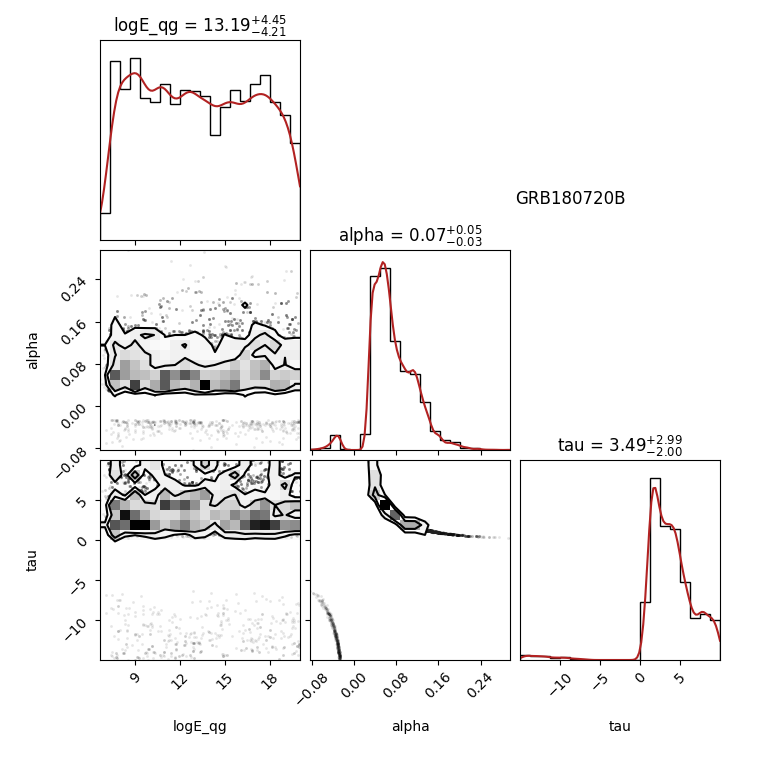 logE_qg = 13.19+4.45−4.21
GRB180720B
alpha = 0.07+0.05−0.03
alpha
0.24
0.16
0.08
0.00
−0.08
tau = 3.49+2.99−2.00
tau
5
0
−5
−10
9 12 15 18
−0.08 0.00 0.08 0.16 0.24
−10 −5 0 5
logE_qg alpha tau